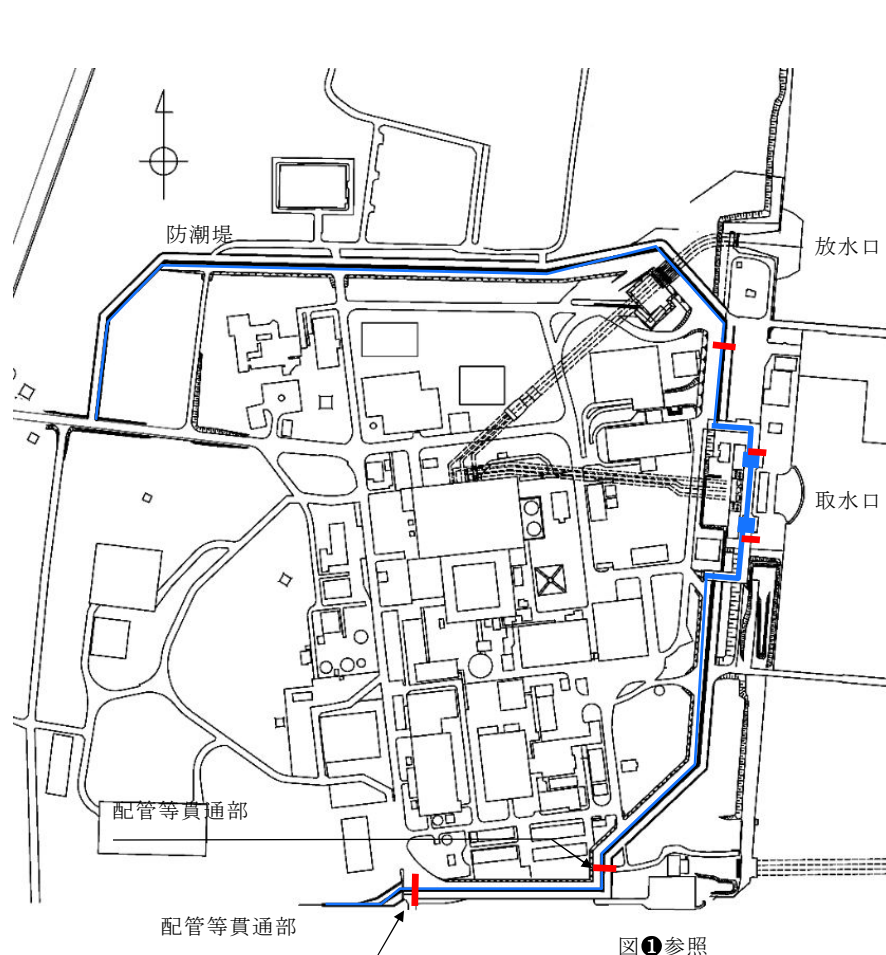 防潮堤
放水口
取水口
配管等貫通部
配管等貫通部
図❶参照